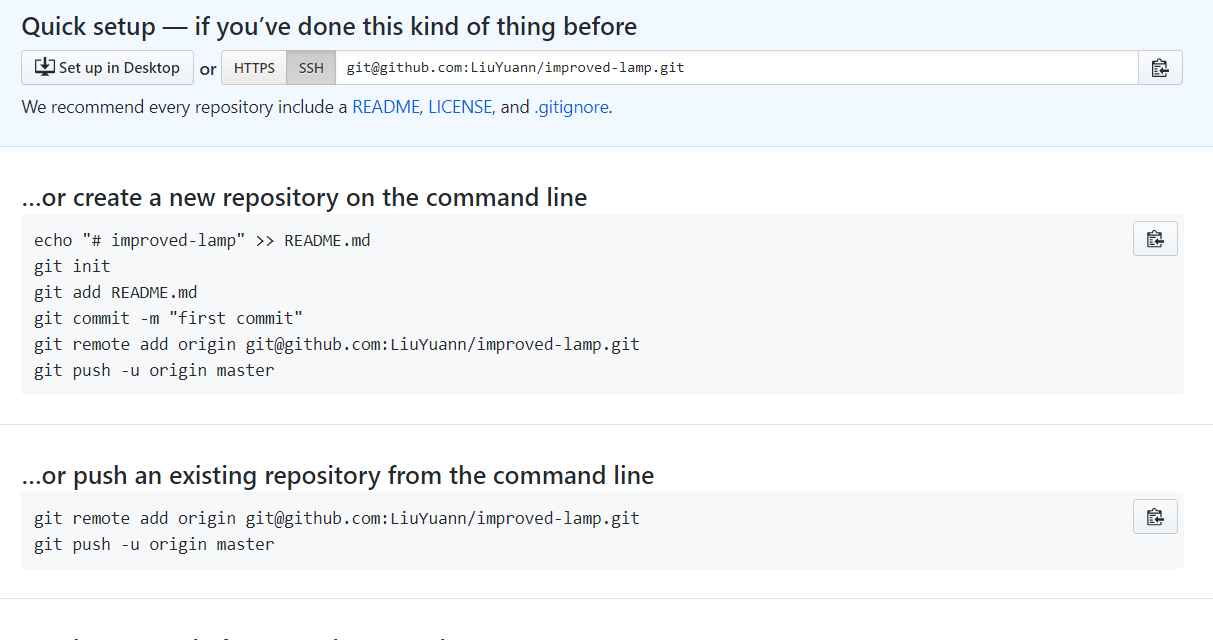 Quick setup — if you’ve done this kind of thing before
Set up in Desktop or HTTPS SSH git@github.com:LiuYuann/improved-lamp.git
We recommend every repository include a README, LICENSE, and .gitignore.
…or create a new repository on the command line
echo "# improved-lamp" >> README.md
git init
git add README.md
git commit -m "first commit"
git remote add origin git@github.com:LiuYuann/improved-lamp.git
git push -u origin master
…or push an existing repository from the command line
git remote add origin git@github.com:LiuYuann/improved-lamp.git
git push -u origin master